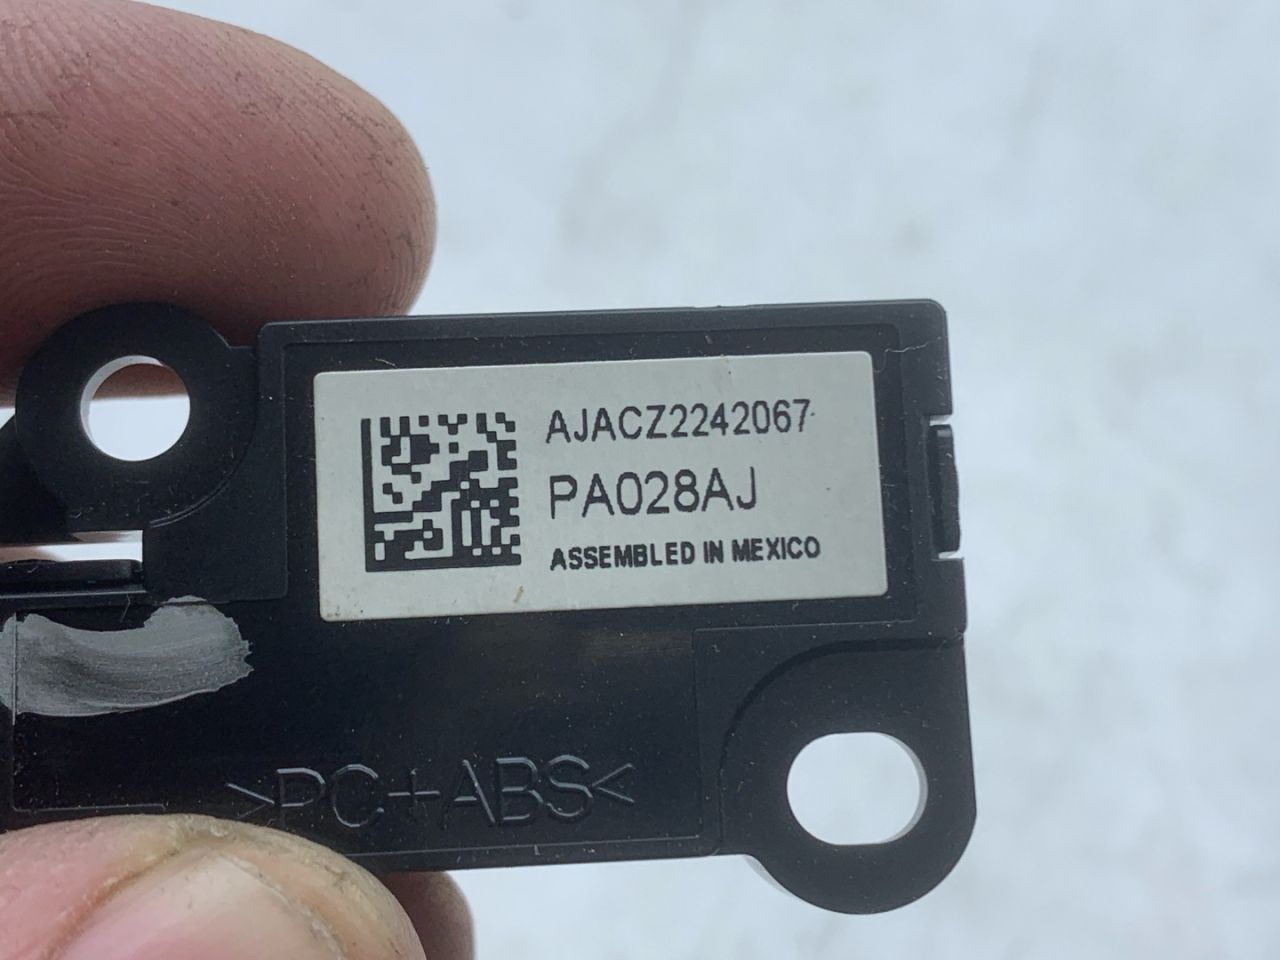 AJACZ2242067
PA028AJ
ASSEMBLED IN MEXICO
>PC+ABS<